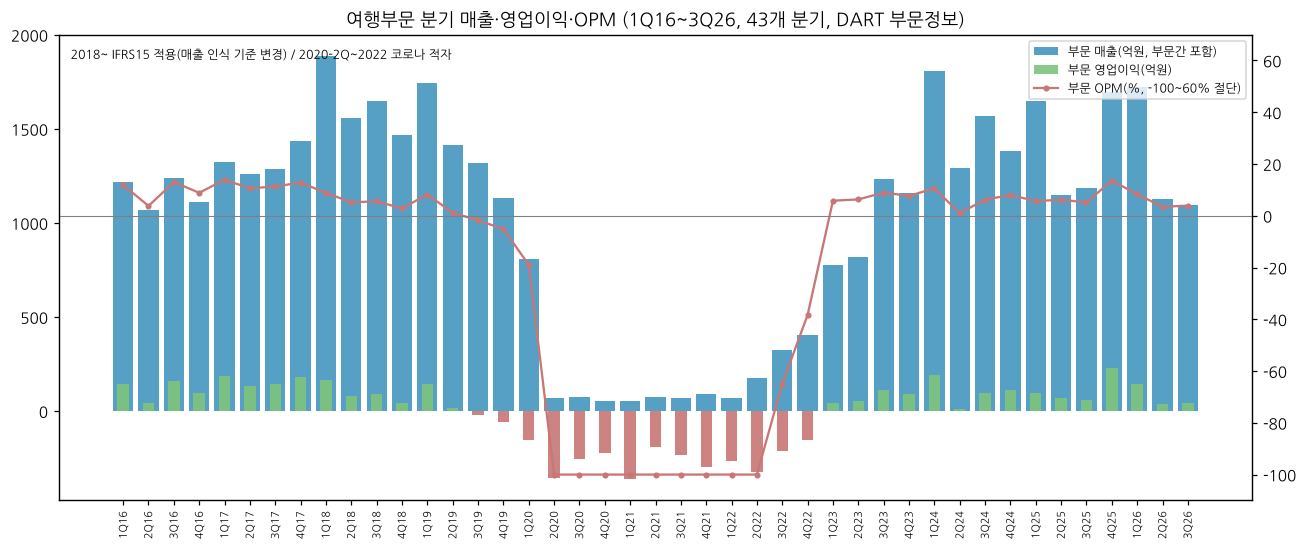 여행부문 분기 매출·영업이익·OPM (1Q16~3Q26, 43개 분기, DART 부문정보)
2018~ IFRS15 적용(매출 인식 기준 변경) / 2020-2Q~2022 코로나 적자
부문 매출(억원, 부문간 포함)
부문 영업이익(억원)
부문 OPM(%, -100~60% 절단)
2000
1500
1000
500
0
60
40
20
0
-20
-40
-60
-80
-100
1Q16
2Q16
3Q16
4Q16
1Q17
2Q17
3Q17
4Q17
1Q18
2Q18
3Q18
4Q18
1Q19
2Q19
3Q19
4Q19
1Q20
2Q20
3Q20
4Q20
1Q21
2Q21
3Q21
4Q21
1Q22
2Q22
3Q22
4Q22
1Q23
2Q23
3Q23
4Q23
1Q24
2Q24
3Q24
4Q24
1Q25
2Q25
3Q25
4Q25
1Q26
2Q26
3Q26